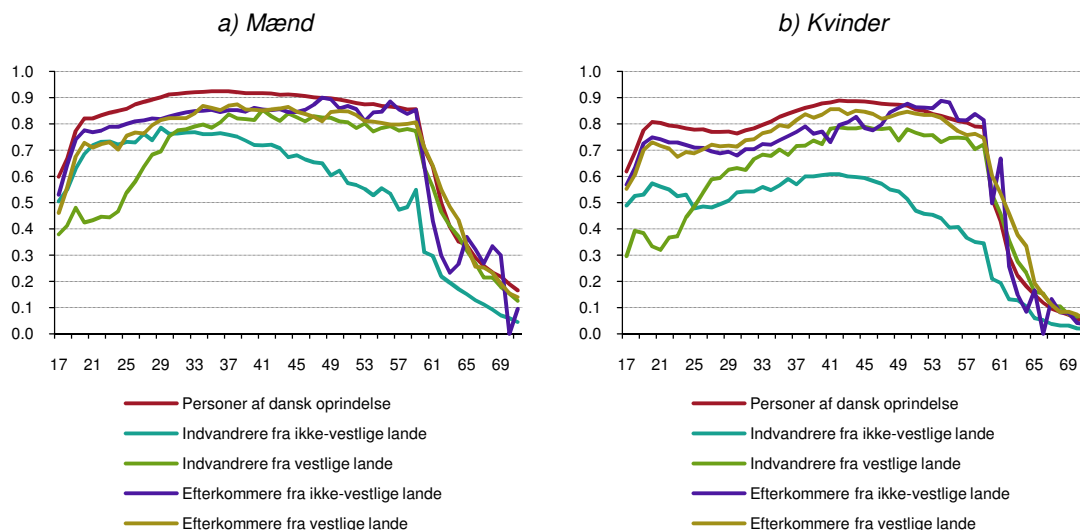 a) Mænd
1.0
0.9
0.8
0.7
0.6
0.5
0.4
0.3
0.2
0.1
0.0
17 21 25 29 33 37 41 45 49 53 57 61 65 69
Personer af dansk oprindelse
Indvandrere fra ikke-vestlige lande
Indvandrere fra vestlige lande
Efterkommere fra ikke-vestlige lande
Efterkommere fra vestlige lande
b) Kvinder
1.0
0.9
0.8
0.7
0.6
0.5
0.4
0.3
0.2
0.1
0.0
17 21 25 29 33 37 41 45 49 53 57 61 65 69
Personer af dansk oprindelse
Indvandrere fra ikke-vestlige lande
Indvandrere fra vestlige lande
Efterkommere fra ikke-vestlige lande
Efterkommere fra vestlige lande